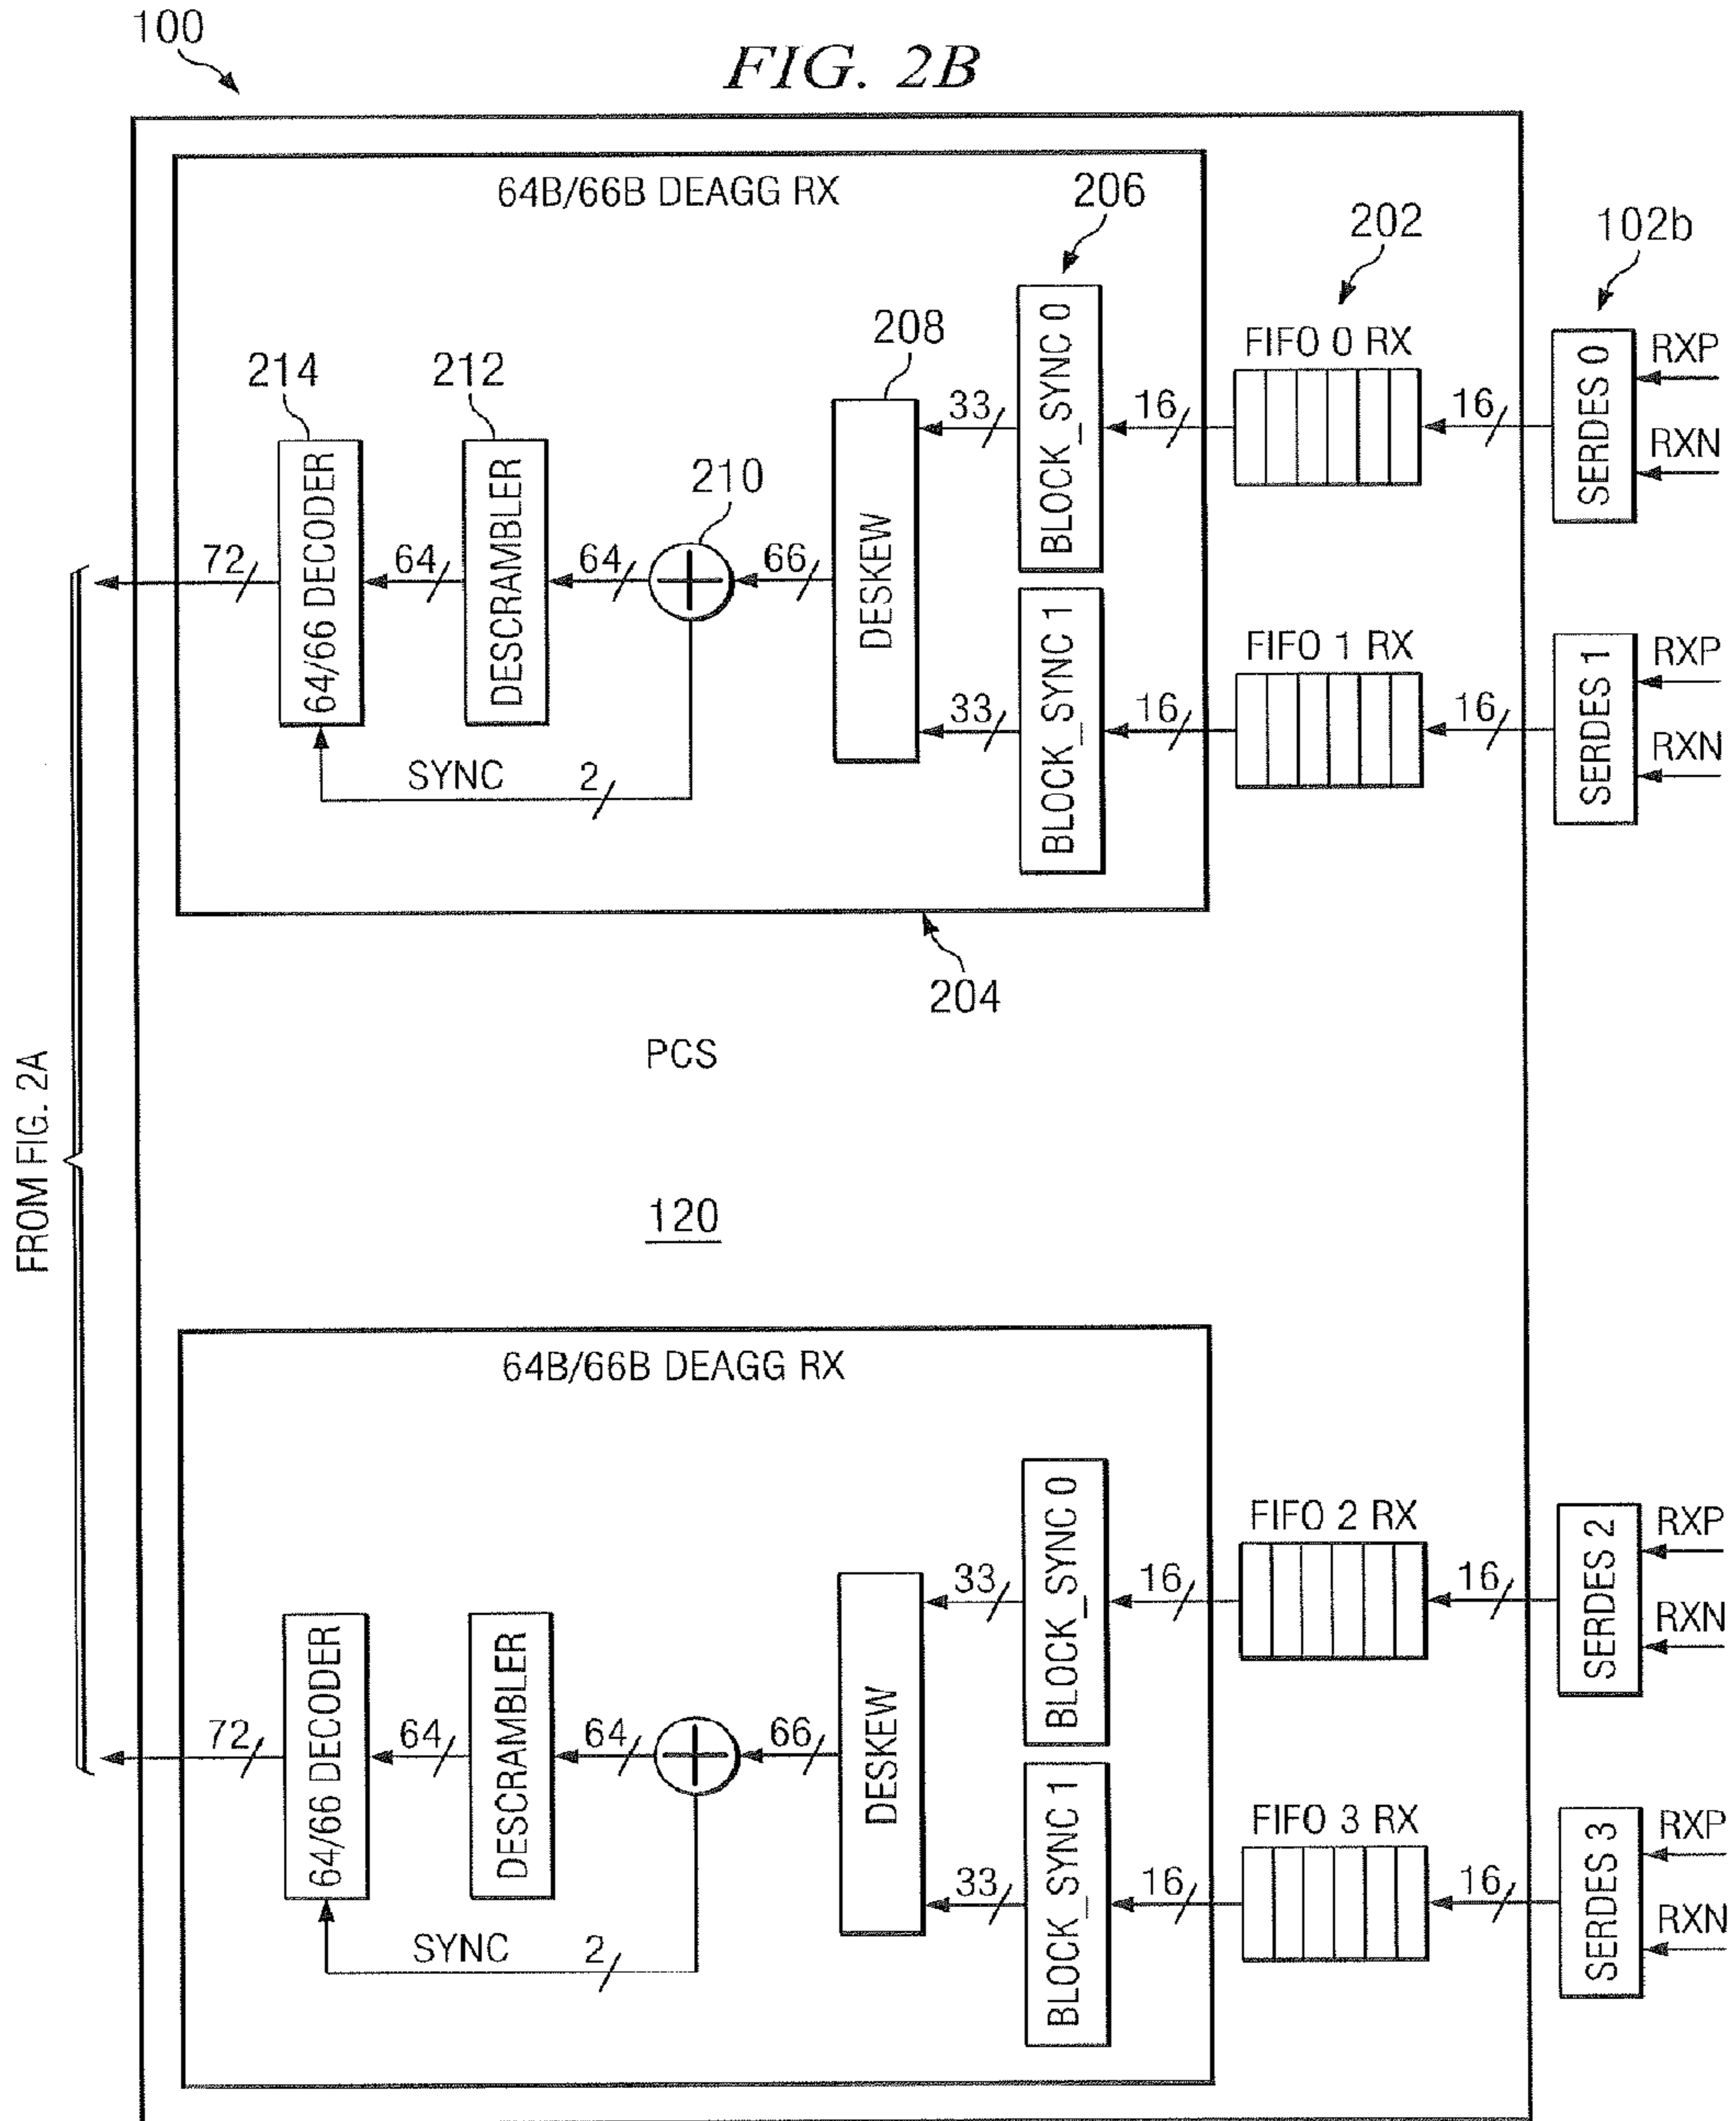 100
FIG. 2B
64B/66B DEAGG RX
206
202
102b
208
214
212
210
FIFO 0 RX
RXP
RXN
SERDES 0
16
16
BLOCK_SYNC 0
33
DESKEW
66
64
DESCRAMBLER
64
64/66 DECODER
72
SYNC
2
FIFO 1 RX
RXP
RXN
SERDES 1
16
16
BLOCK_SYNC 1
33
204
PCS
120
FROM FIG. 2A
64B/66B DEAGG RX
FIFO 2 RX
RXP
RXN
SERDES 2
16
16
BLOCK_SYNC 0
33
DESKEW
66
64
DESCRAMBLER
64
64/66 DECODER
72
SYNC
2
FIFO 3 RX
RXP
RXN
SERDES 3
16
16
BLOCK_SYNC 1
33